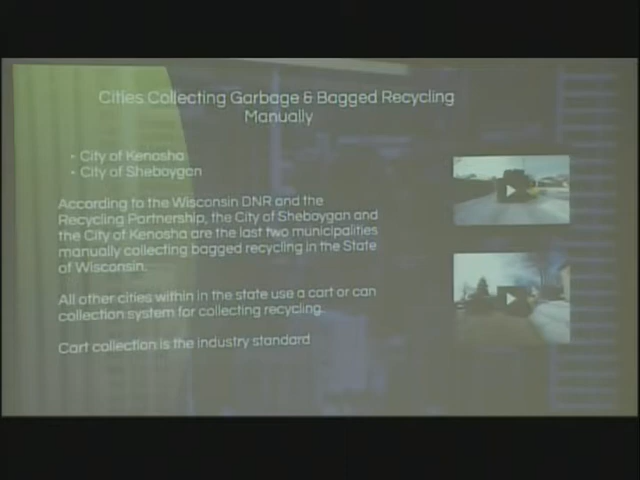 Cities Collecting Garbage & Bagged Recycling
Manually
• City of Kenosha
• City of Sheboygan
According to the Wisconsin DNR and the
Recycling Partnership, the City of Sheboygan and
the City of Kenosha are the last two municipalities
manually collecting bagged recycling in the State
of Wisconsin.
All other cities within in the state use a cart or can
collection system for collecting recycling.
Cart collection is the industry standard